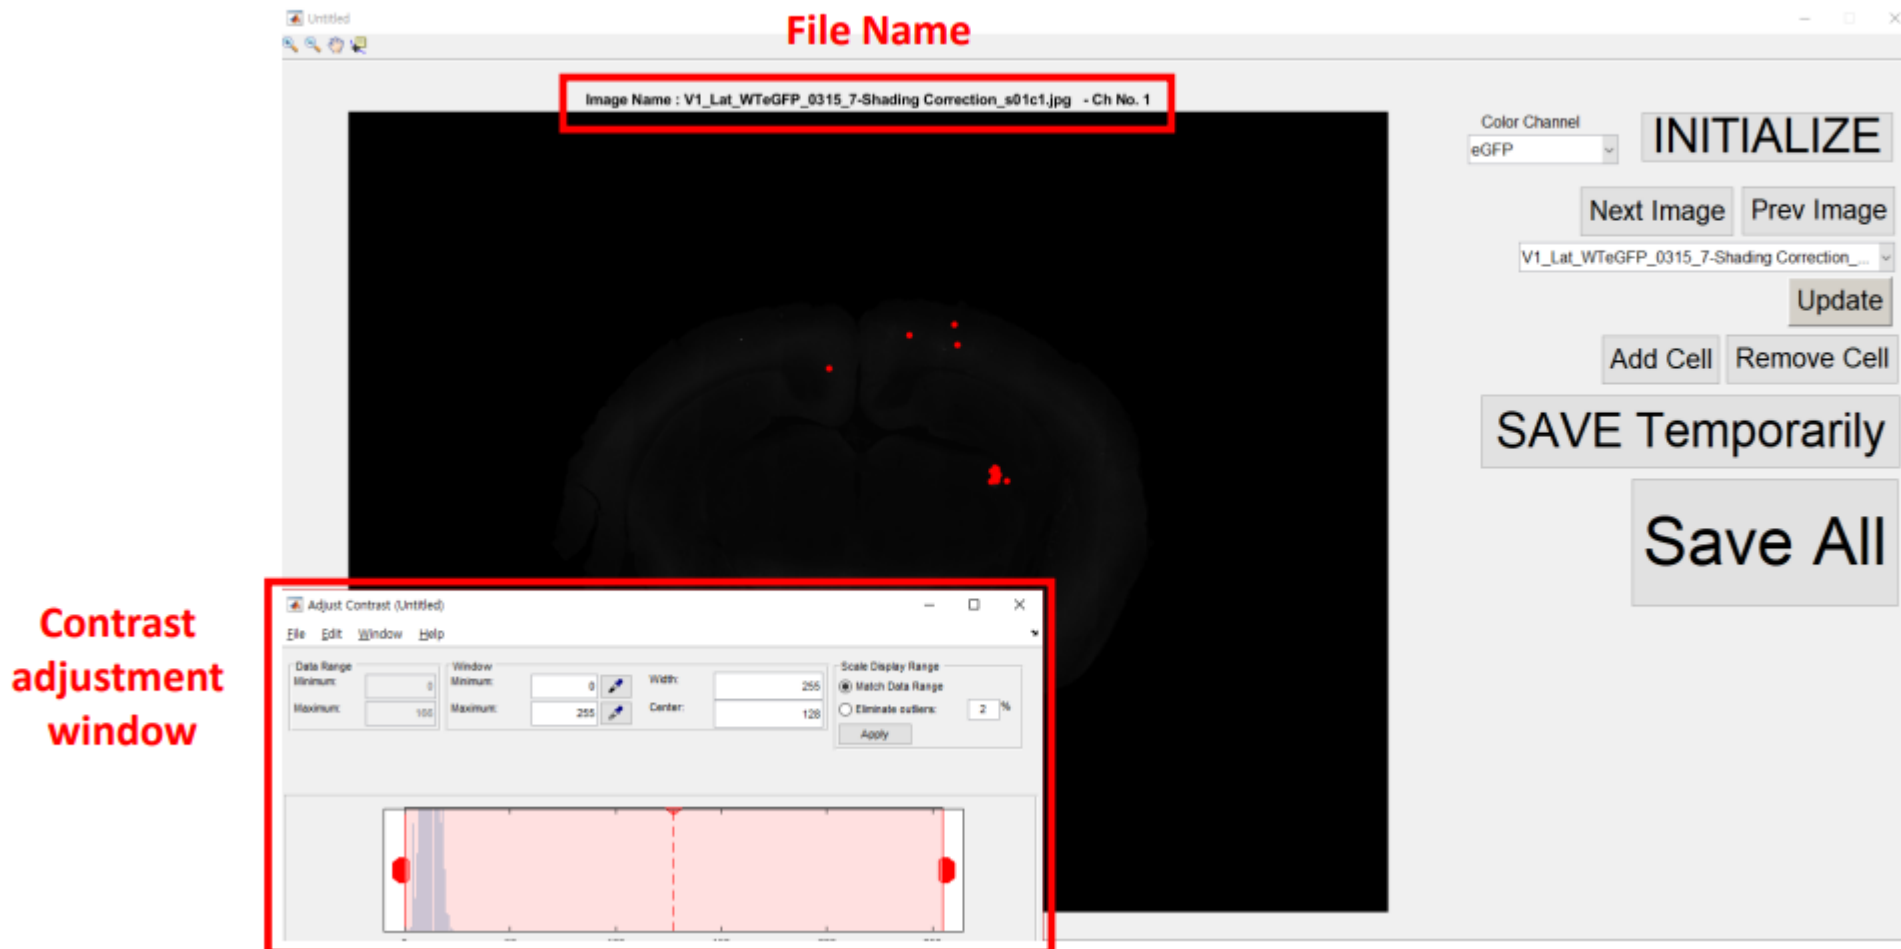 Untitled
File Name
Image Name : V1_Lat_WTeGFP_0315_7-Shading Correction_s01c1.jpg - Ch No. 1
Color Channel
eGFP
INITIALIZE
Next Image
Prev Image
V1_Lat_WTeGFP_0315_7-Shading Correction_...
Update
Add Cell
Remove Cell
SAVE Temporarily
Save All
Contrast
adjustment
window
Adjust Contrast (Untitled)
File Edit Window Help
Data Range
Minimum: 0
Maximum:
Window
Minimum: 0
Maximum: 255
Width: 255
Center: 128
Scale Display Range
Match Data Range
Eliminate outliers: 2 %
Apply